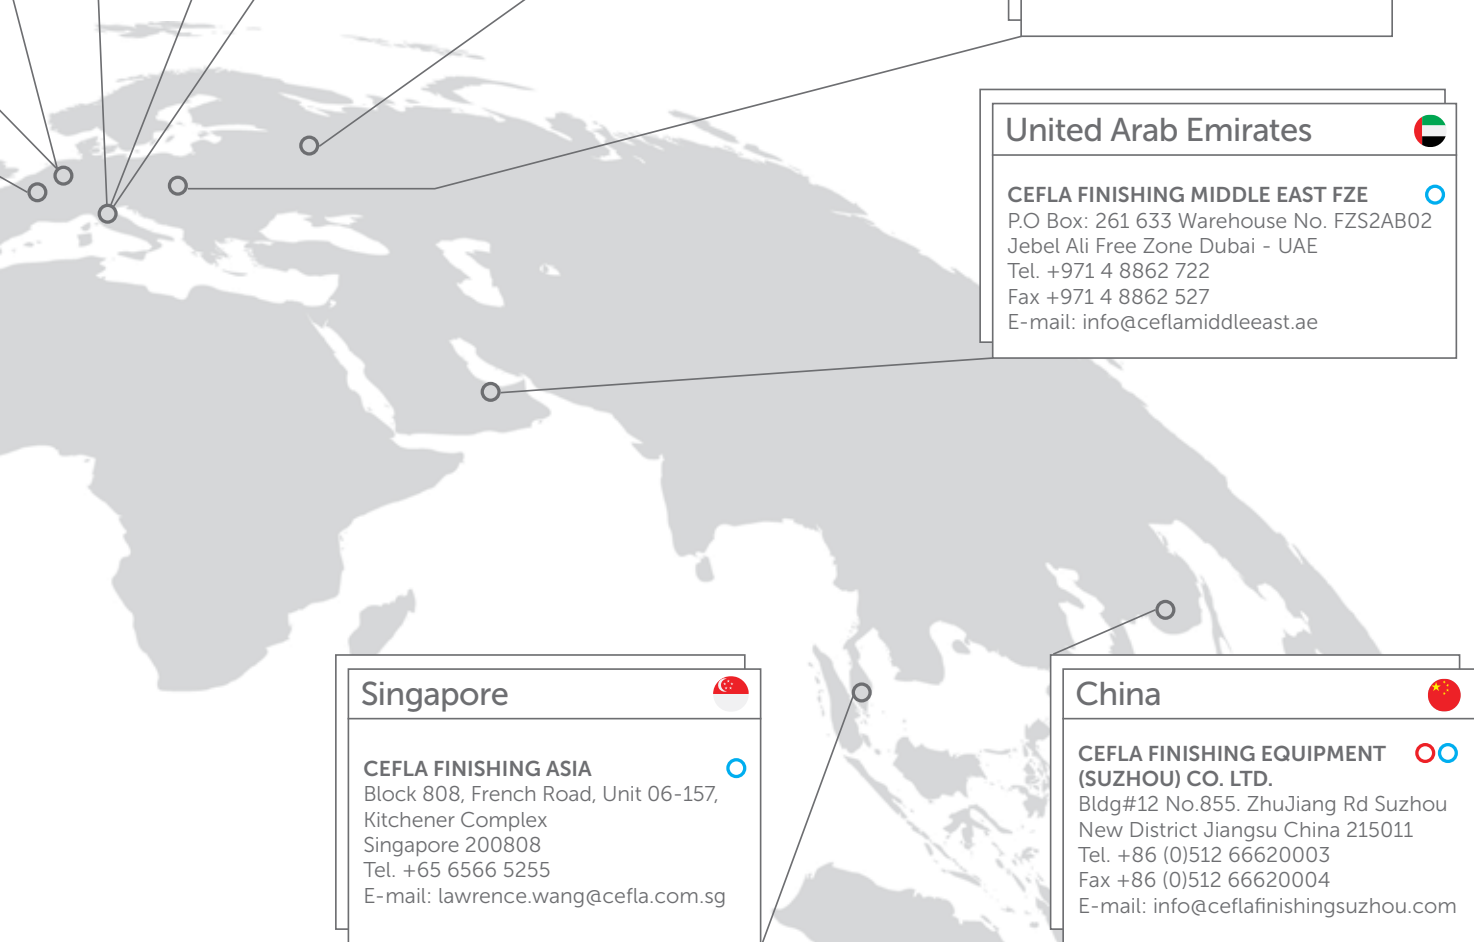 United Arab Emirates
CEFLA FINISHING MIDDLE EAST FZE
P.O Box: 261 633 Warehouse No. FZS2AB02
Jebel Ali Free Zone Dubai - UAE
Tel. +971 4 8862 722
Fax +971 4 8862 527
E-mail: info@ceflamiddleeast.ae
Singapore
CEFLA FINISHING ASIA
Block 808, French Road, Unit 06-157,
Kitchener Complex
Singapore 200808
Tel. +65 6566 5255
E-mail: lawrence.wang@cefla.com.sg
China
CEFLA FINISHING EQUIPMENT
(SUZHOU) CO. LTD.
Bldg#12 No.855. ZhuJiang Rd Suzhou
New District Jiangsu China 215011
Tel. +86 (0)512 66620003
Fax +86 (0)512 66620004
E-mail: info@ceflafinishingsuzhou.com